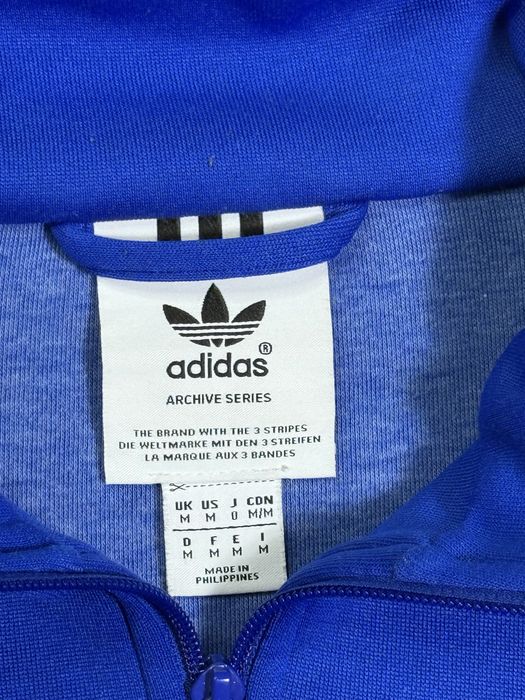 adidas®
ARCHIVE SERIES
THE BRAND WITH THE 3 STRIPES
DIE WELTMARKE MIT DEN 3 STREIFEN
LA MARQUE AUX 3 BANDES
UK US J CDN
M M O M/M
D F E I
M M M M
MADE IN
PHILIPPINES